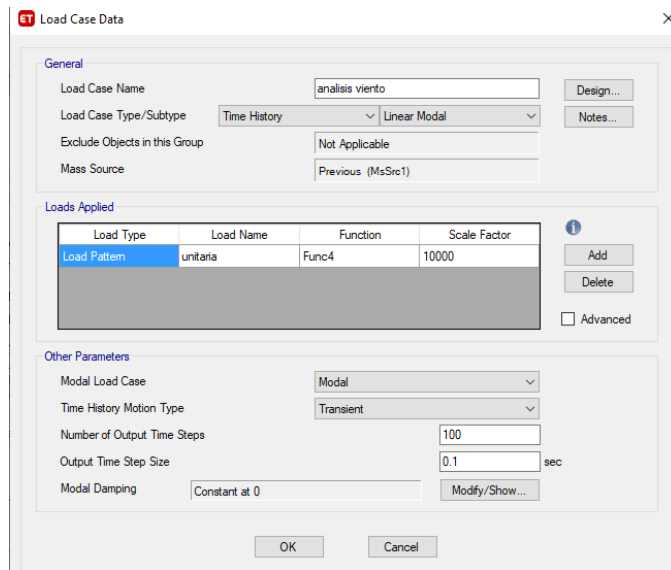 ET Load Case Data
General
Load Case Name analisis viento Design...
Load Case Type/Subtype Time History Linear Modal Notes...
Exclude Objects in this Group Not Applicable
Mass Source Previous (MsSrc1)
Loads Applied
Load Type Load Name Function Scale Factor
Load Pattern unitaria Func4 10000 Add
Delete
Advanced
Other Parameters
Modal Load Case Modal
Time History Motion Type Transient
Number of Output Time Steps 100
Output Time Step Size 0.1 sec
Modal Damping Constant at 0 Modify/Show...
OK Cancel